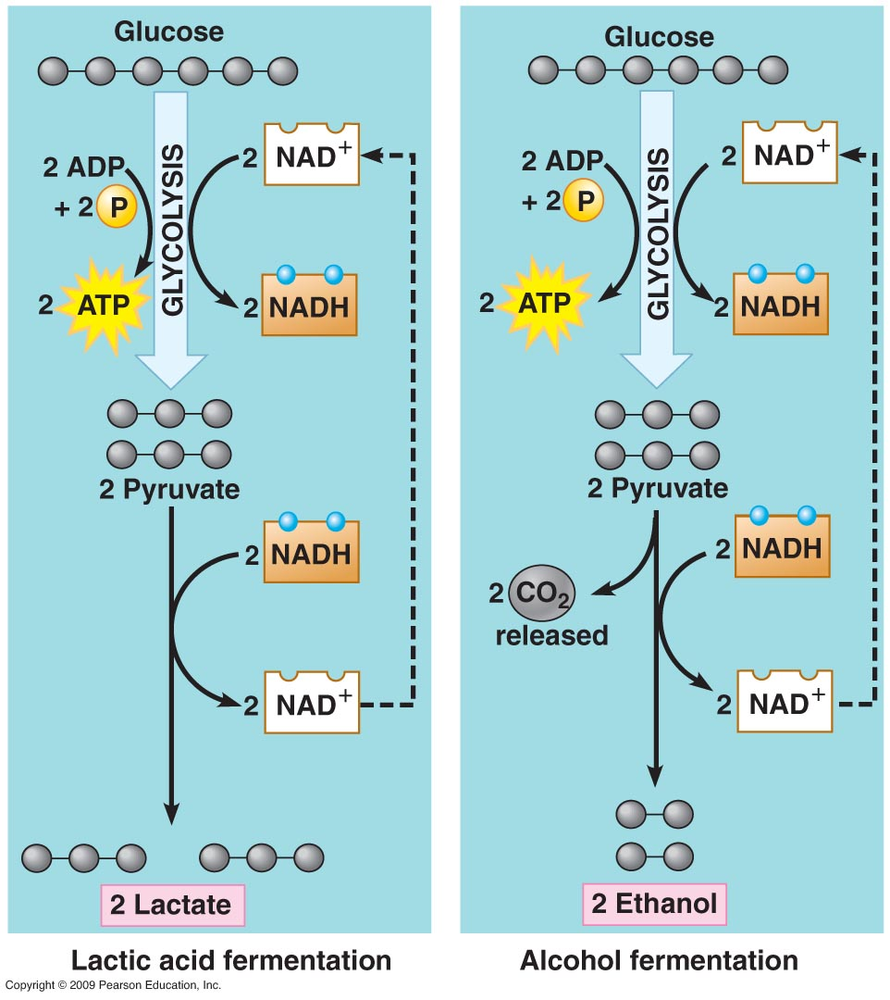 Glucose
GLYCOLYSIS
2 ADP
+ 2 P
2 ATP
2 NAD⁺
2 NADH
2 Pyruvate
2 NADH
2 NAD⁺
2 Lactate
Lactic acid fermentation
Glucose
GLYCOLYSIS
2 ADP
+ 2 P
2 ATP
2 NAD⁺
2 NADH
2 Pyruvate
2 NADH
2 CO₂
released
2 NAD⁺
2 Ethanol
Alcohol fermentation
Copyright © 2009 Pearson Education, Inc.